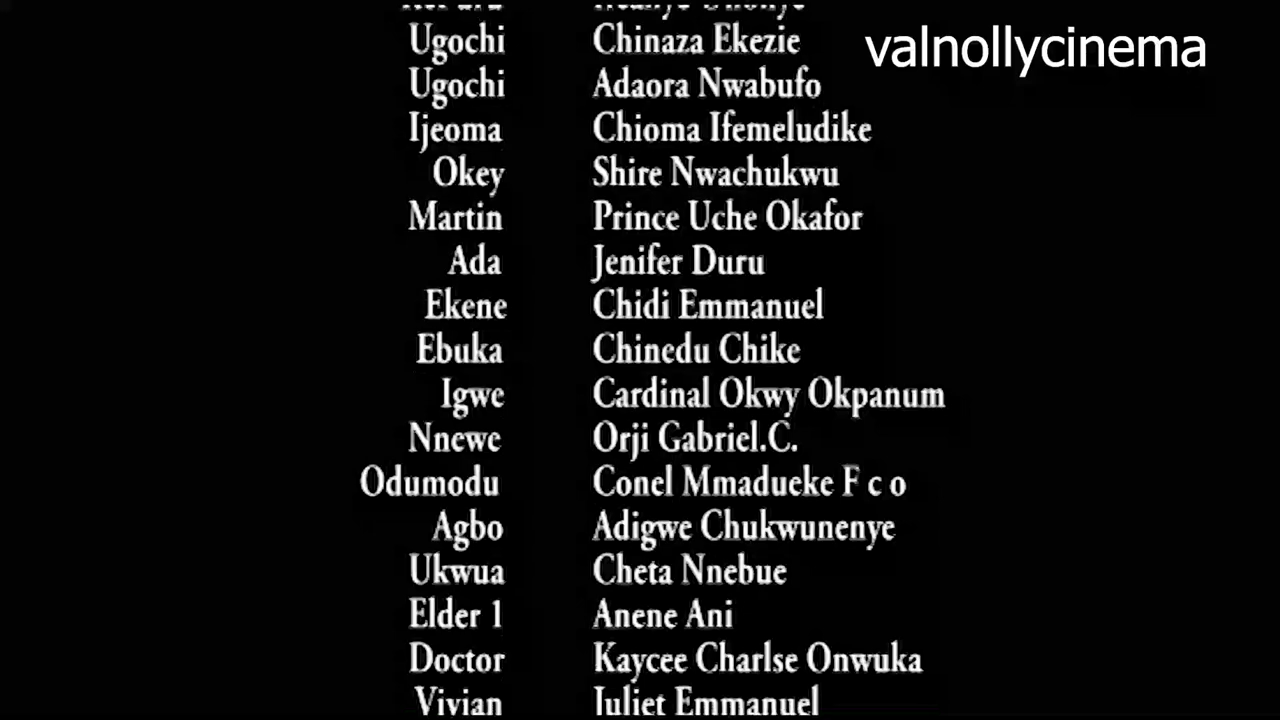 valnollycinema
Ugochi Chinaza Ekezie
Ugochi Adaora Nwabufo
Ijeoma Chioma Ifemeludike
Okey Shire Nwachukwu
Martin Prince Uche Okafor
Ada Jenifer Duru
Ekene Chidi Emmanuel
Ebuka Chinedu Chike
Igwe Cardinal Okwy Okpanum
Nnewe Orji Gabriel.C.
Odumodu Conel Mmadueke F c o
Agbo Adigwe Chukwunenye
Ukwua Cheta Nnebue
Elder 1 Anene Ani
Doctor Kaycee Charlse Onwuka
Vivian Juliet Emmanuel